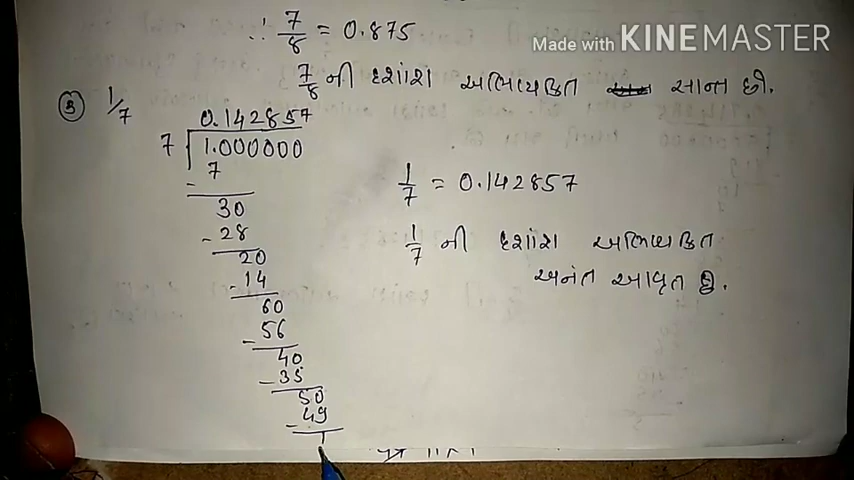 ∴ 7/8 = 0.875
Made with KINEMASTER
7/8 ની દશાંશ અભિવ્યક્તિ સાન્ત છે.
③ 1/7
0.142857
7 1.000000
- 7
30
- 28
20
- 14
60
- 56
40
- 35
50
- 49
1
1/7 = 0.142857
1/7 ની દશાંશ અભિવ્યક્તિ
અનંત આવૃત છે.